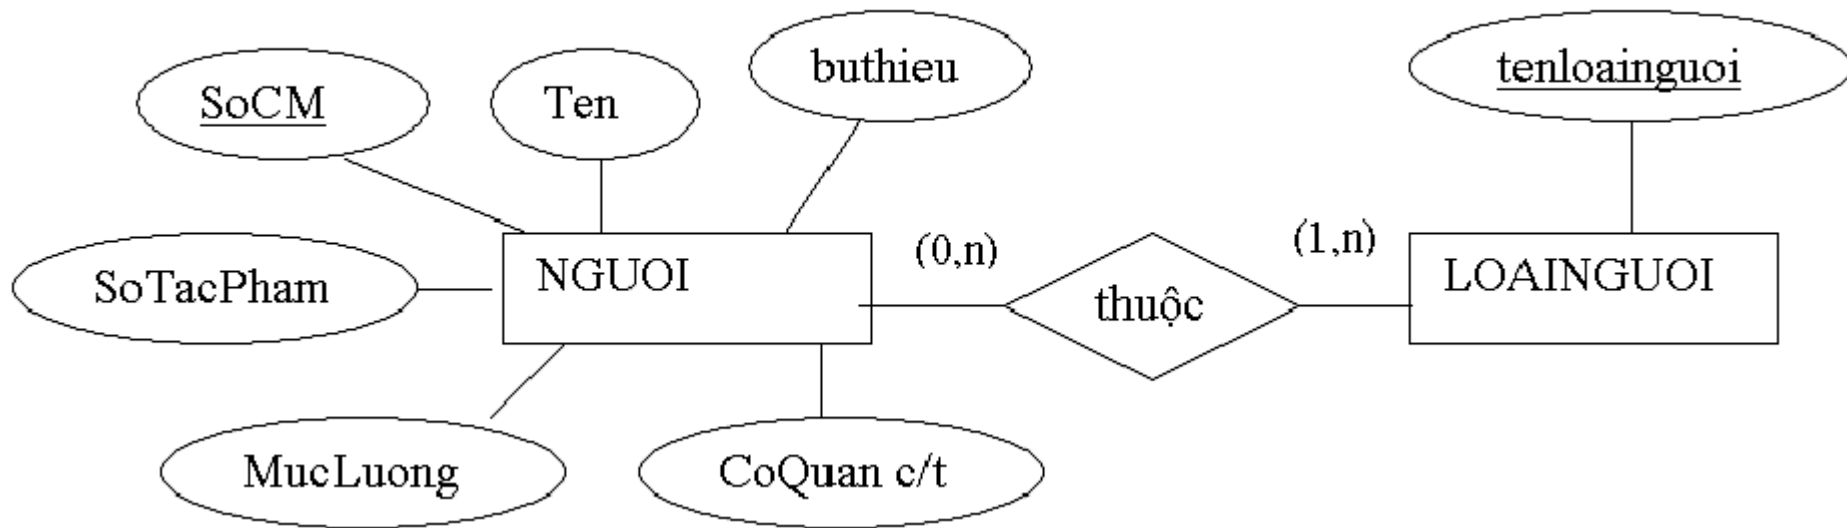 buthieu
tenloainguoi
SoCM
Ten
(0,n)
(1,n)
NGUOI
LOAINGUOI
SoTacPham
thuộc
MucLuong
CoQuan c/t